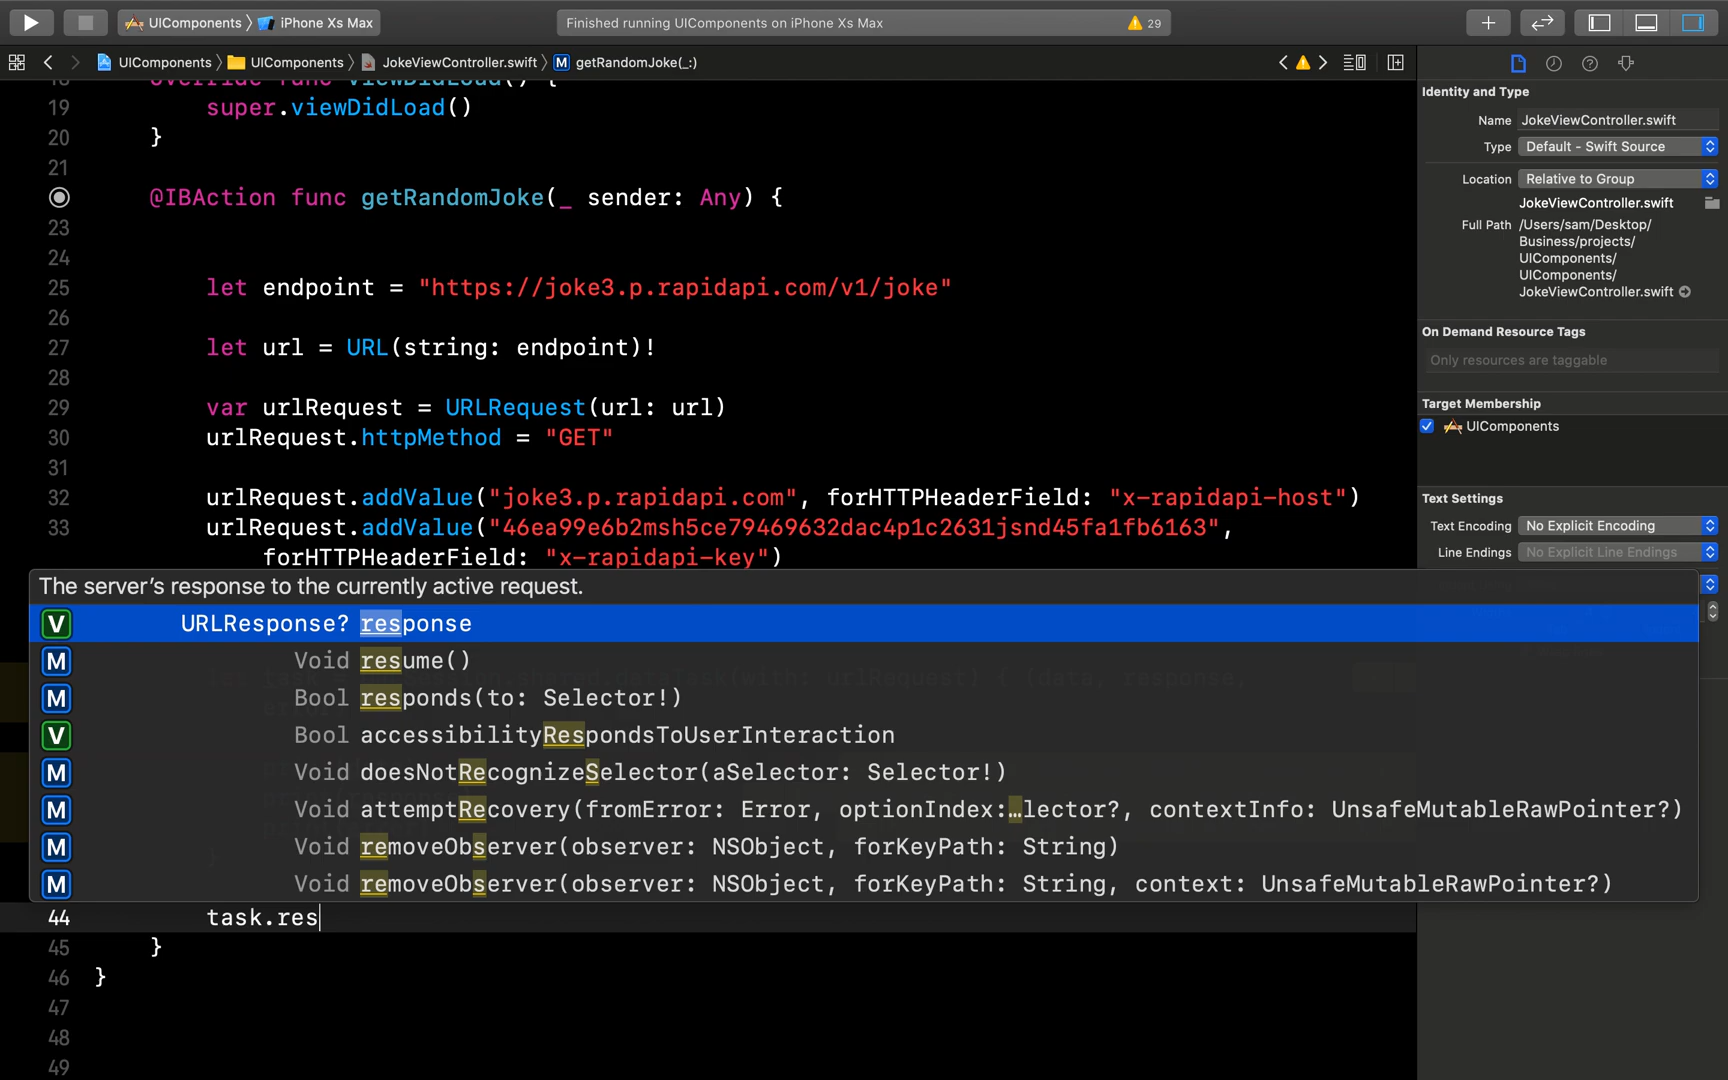 UIComponents
iPhone Xs Max
Finished running UIComponents on iPhone Xs Max
29
UIComponents
UIComponents
JokeViewController.swift
M getRandomJoke(_:)
18 override func viewDidLoad() {
19 super.viewDidLoad()
20 }
21
@IBAction func getRandomJoke(_ sender: Any) {
23
24
25 let endpoint = "https://joke3.p.rapidapi.com/v1/joke"
26
27 let url = URL(string: endpoint)!
28
29 var urlRequest = URLRequest(url: url)
30 urlRequest.httpMethod = "GET"
31
32 urlRequest.addValue("joke3.p.rapidapi.com", forHTTPHeaderField: "x-rapidapi-host")
33 urlRequest.addValue("46ea99e6b2msh5ce79469632dac4p1c2631jsnd45fa1fb6163",
forHTTPHeaderField: "x-rapidapi-key")
The server's response to the currently active request.
V URLResponse? response
M Void resume()
M Bool responds(to: Selector!)
V Bool accessibilityRespondsToUserInteraction
M Void doesNotRecognizeSelector(aSelector: Selector!)
M Void attemptRecovery(fromError: Error, optionIndex:…lector?, contextInfo: UnsafeMutableRawPointer?)
M Void removeObserver(observer: NSObject, forKeyPath: String)
M Void removeObserver(observer: NSObject, forKeyPath: String, context: UnsafeMutableRawPointer?)
44 task.res
45 }
46 }
47
48
49
Identity and Type
Name JokeViewController.swift
Type Default - Swift Source
Location Relative to Group
JokeViewController.swift
Full Path /Users/sam/Desktop/
Business/projects/
UIComponents/
UIComponents/
JokeViewController.swift
On Demand Resource Tags
Only resources are taggable
Target Membership
UIComponents
Text Settings
Text Encoding No Explicit Encoding
Line Endings No Explicit Line Endings